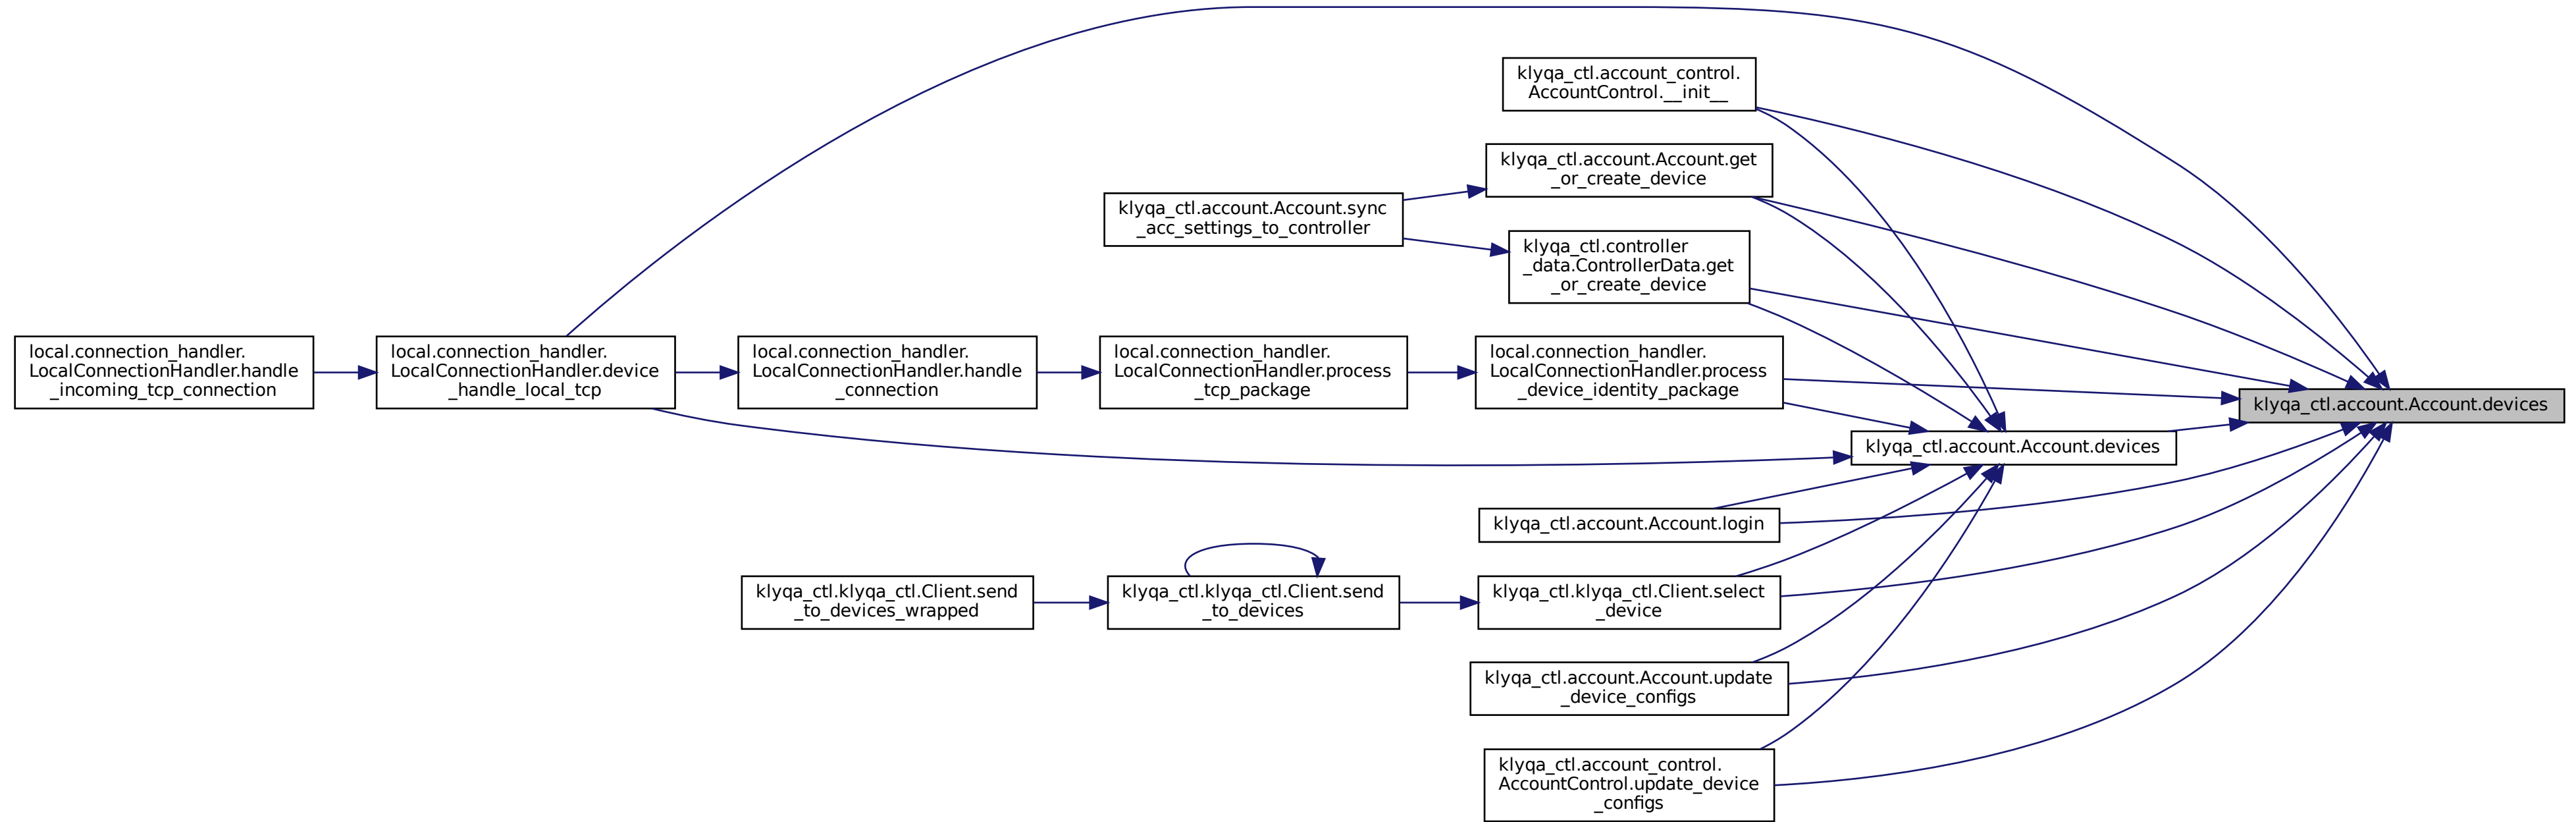 klyqa_ctl.account_control.
AccountControl.__init__
klyqa_ctl.account.Account.get
_or_create_device
klyqa_ctl.account.Account.sync
_acc_settings_to_controller
klyqa_ctl.controller
_data.ControllerData.get
_or_create_device
local.connection_handler.
LocalConnectionHandler.handle
_incoming_tcp_connection
local.connection_handler.
LocalConnectionHandler.device
_handle_local_tcp
local.connection_handler.
LocalConnectionHandler.handle
_connection
local.connection_handler.
LocalConnectionHandler.process
_tcp_package
local.connection_handler.
LocalConnectionHandler.process
_device_identity_package
klyqa_ctl.account.Account.devices
klyqa_ctl.account.Account.devices
klyqa_ctl.account.Account.login
klyqa_ctl.klyqa_ctl.Client.send
_to_devices_wrapped
klyqa_ctl.klyqa_ctl.Client.send
_to_devices
klyqa_ctl.klyqa_ctl.Client.select
_device
klyqa_ctl.account.Account.update
_device_configs
klyqa_ctl.account_control.
AccountControl.update_device
_configs